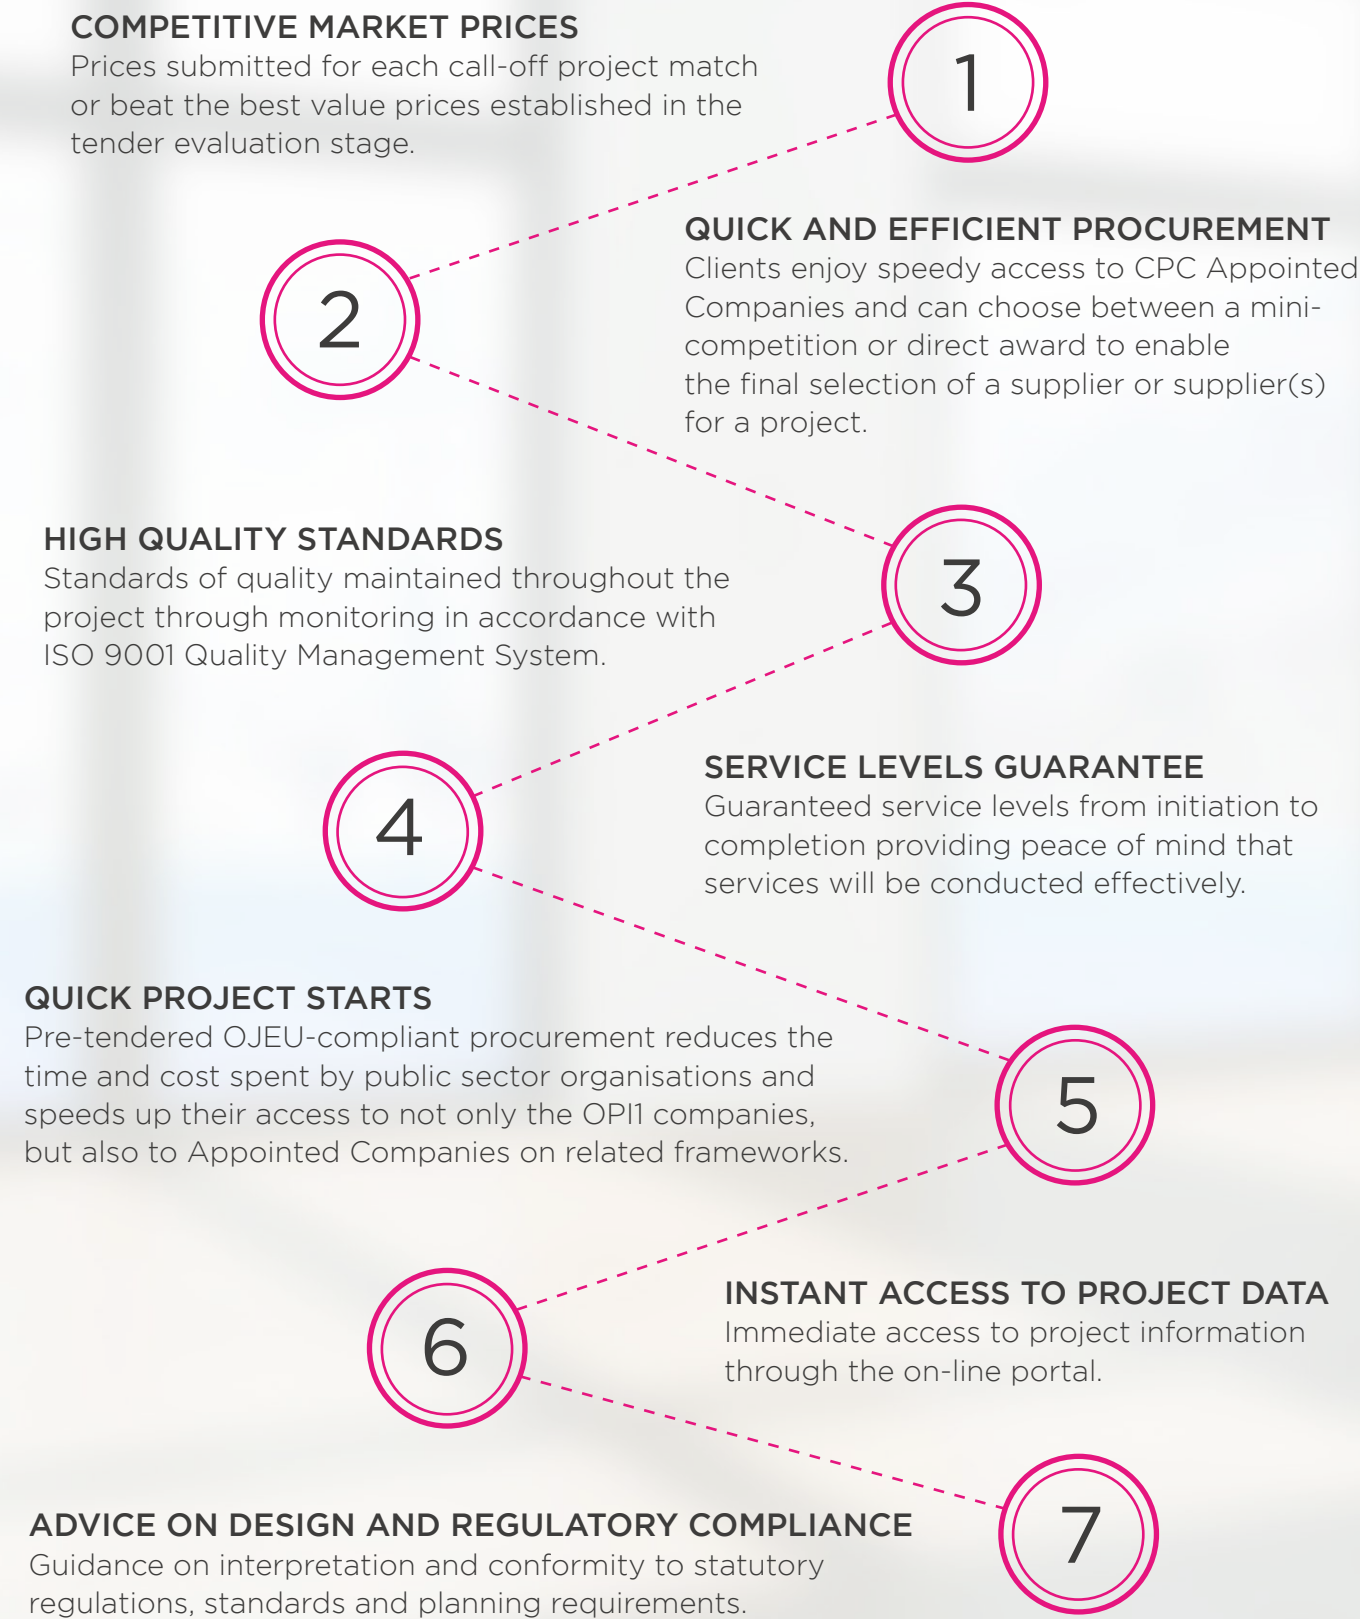 COMPETITIVE MARKET PRICES
Prices submitted for each call-off project match
or beat the best value prices established in the
tender evaluation stage.
1
2
QUICK AND EFFICIENT PROCUREMENT
Clients enjoy speedy access to CPC Appointed
Companies and can choose between a mini-
competition or direct award to enable
the final selection of a supplier or supplier(s)
for a project.
HIGH QUALITY STANDARDS
Standards of quality maintained throughout the
project through monitoring in accordance with
ISO 9001 Quality Management System.
3
4
SERVICE LEVELS GUARANTEE
Guaranteed service levels from initiation to
completion providing peace of mind that
services will be conducted effectively.
QUICK PROJECT STARTS
Pre-tendered OJEU-compliant procurement reduces the
time and cost spent by public sector organisations and
speeds up their access to not only the OPI1 companies,
but also to Appointed Companies on related frameworks.
5
6
INSTANT ACCESS TO PROJECT DATA
Immediate access to project information
through the on-line portal.
ADVICE ON DESIGN AND REGULATORY COMPLIANCE
Guidance on interpretation and conformity to statutory
regulations, standards and planning requirements.
7